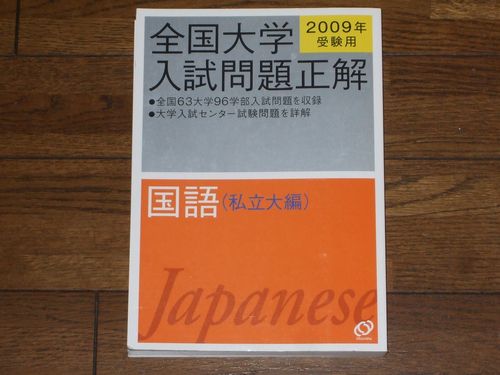 全国大学
2009年
受験用
入試問題正解
●全国63大学96学部入試問題を収録
●大学入試センター試験問題を詳解
国語(私立大編)
Japanese